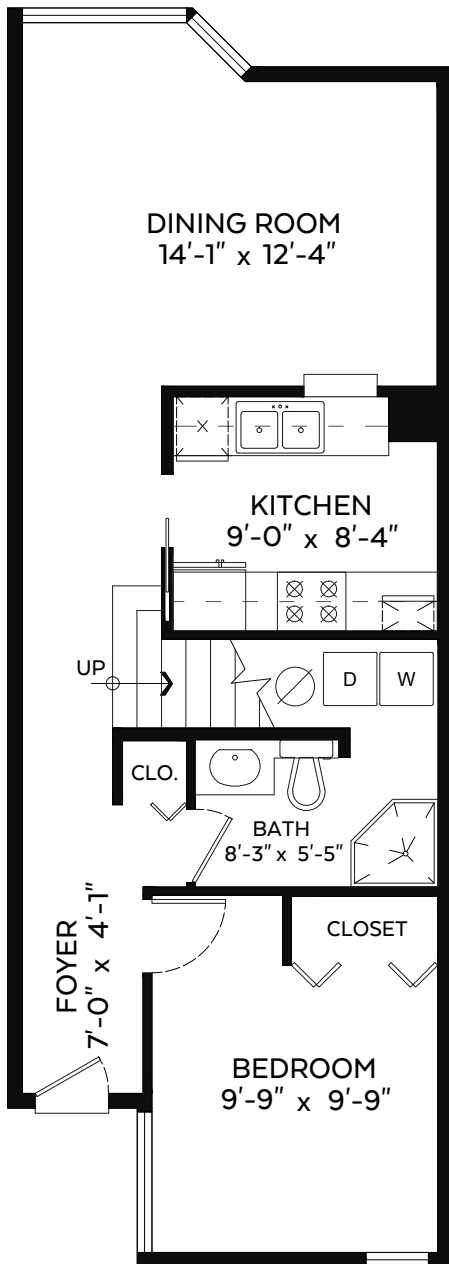 DINING ROOM
14'-1" x 12'-4"
KITCHEN
9'-0" x 8'-4"
UP
D
W
CLO.
BATH
8'-3" x 5'-5"
FOYER
7'-0" x 4'-1"
CLOSET
BEDROOM
9'-9" x 9'-9"